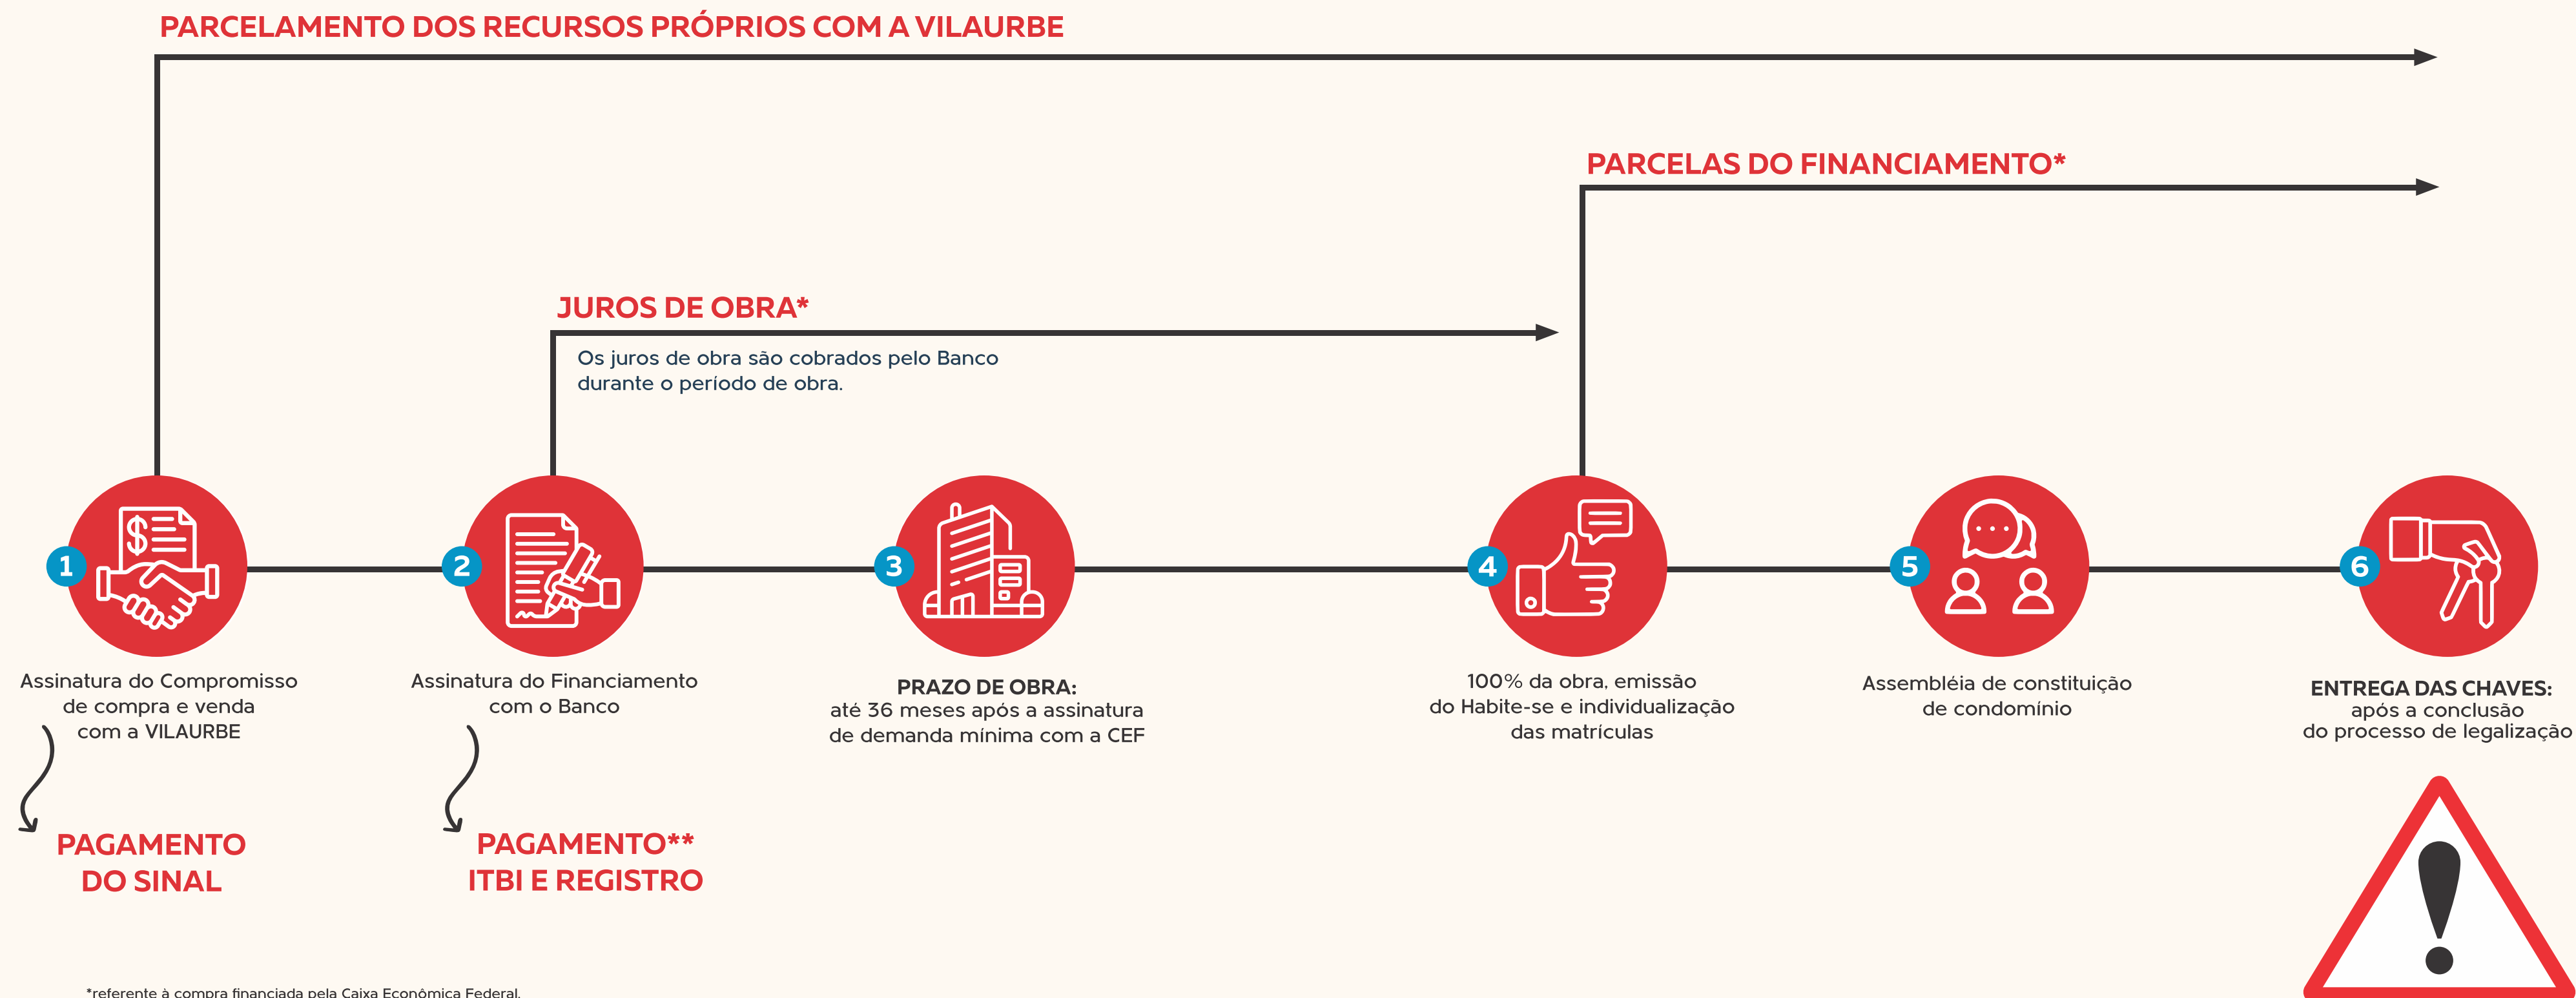 PARCELAMENTO DOS RECURSOS PRÓPRIOS COM A VILAURBE
PARCELAS DO FINANCIAMENTO*
JUROS DE OBRA*
Os juros de obra são cobrados pelo Banco
durante o período de obra.
1
$
Assinatura do Compromisso
de compra e venda
com a VILAURBE
PAGAMENTO
DO SINAL
2
Assinatura do Financiamento
com o Banco
PAGAMENTO**
ITBI E REGISTRO
3
PRAZO DE OBRA:
até 36 meses após a assinatura
de demanda mínima com a CEF
4
100% da obra, emissão
do Habite-se e individualização
das matrículas
5
Assembléia de constituição
de condomínio
6
ENTREGA DAS CHAVES:
após a conclusão
do processo de legalização
!
*referente à compra financiada pela Caixa Econômica Federal.